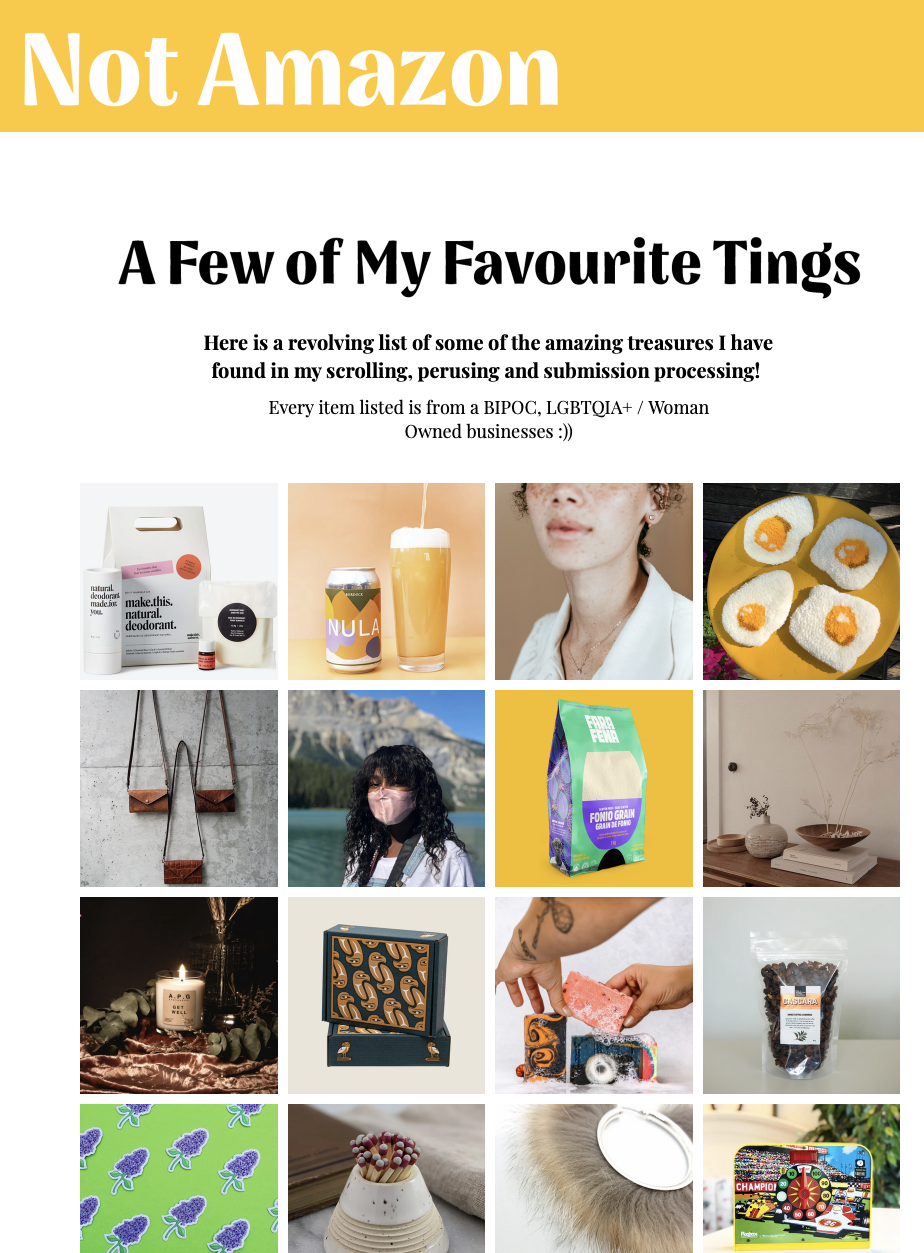 Not Amazon
A Few of My Favourite Tings
Here is a revolving list of some of the amazing treasures I have
found in my scrolling, perusing and submission processing!
Every item listed is from a BIPOC, LGBTQIA+ / Woman
Owned businesses :))
natural.
deodorant.
made.for.
you.
make.this.
natural.
deodorant.
NULA
FARA
FENA
FONIO GRAIN
GRAIN DE FONIO
A.P.G
GET
WELL
CASCARA
CHAMPION